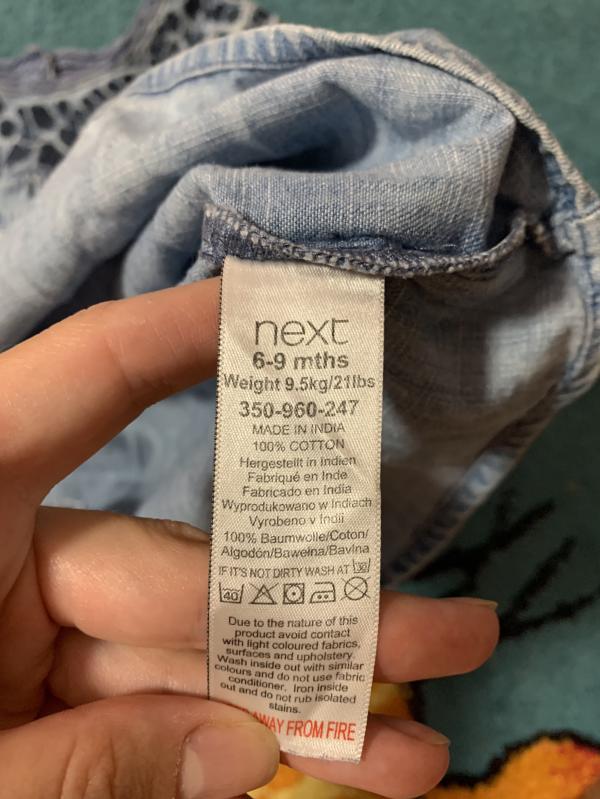 next
6-9 mths
Weight 9.5kg/21lbs
350-960-247
MADE IN INDIA
100% COTTON
Hergestellt in Indien
Fabriqué en Inde
Fabricado en India
Wyprodukowano w Indiach
Vyrobeno v Indii
100% Baumwolle/Coton/
Algodón/Bawełna/Bavlna
IF IT'S NOT DIRTY WASH AT 30
40
Due to the nature of this
product avoid contact
with light coloured fabrics,
surfaces and upholstery.
Wash inside out with similar
colours and do not use fabric
conditioner. Iron inside
out and do not rub isolated
stains.
AWAY FROM FIRE